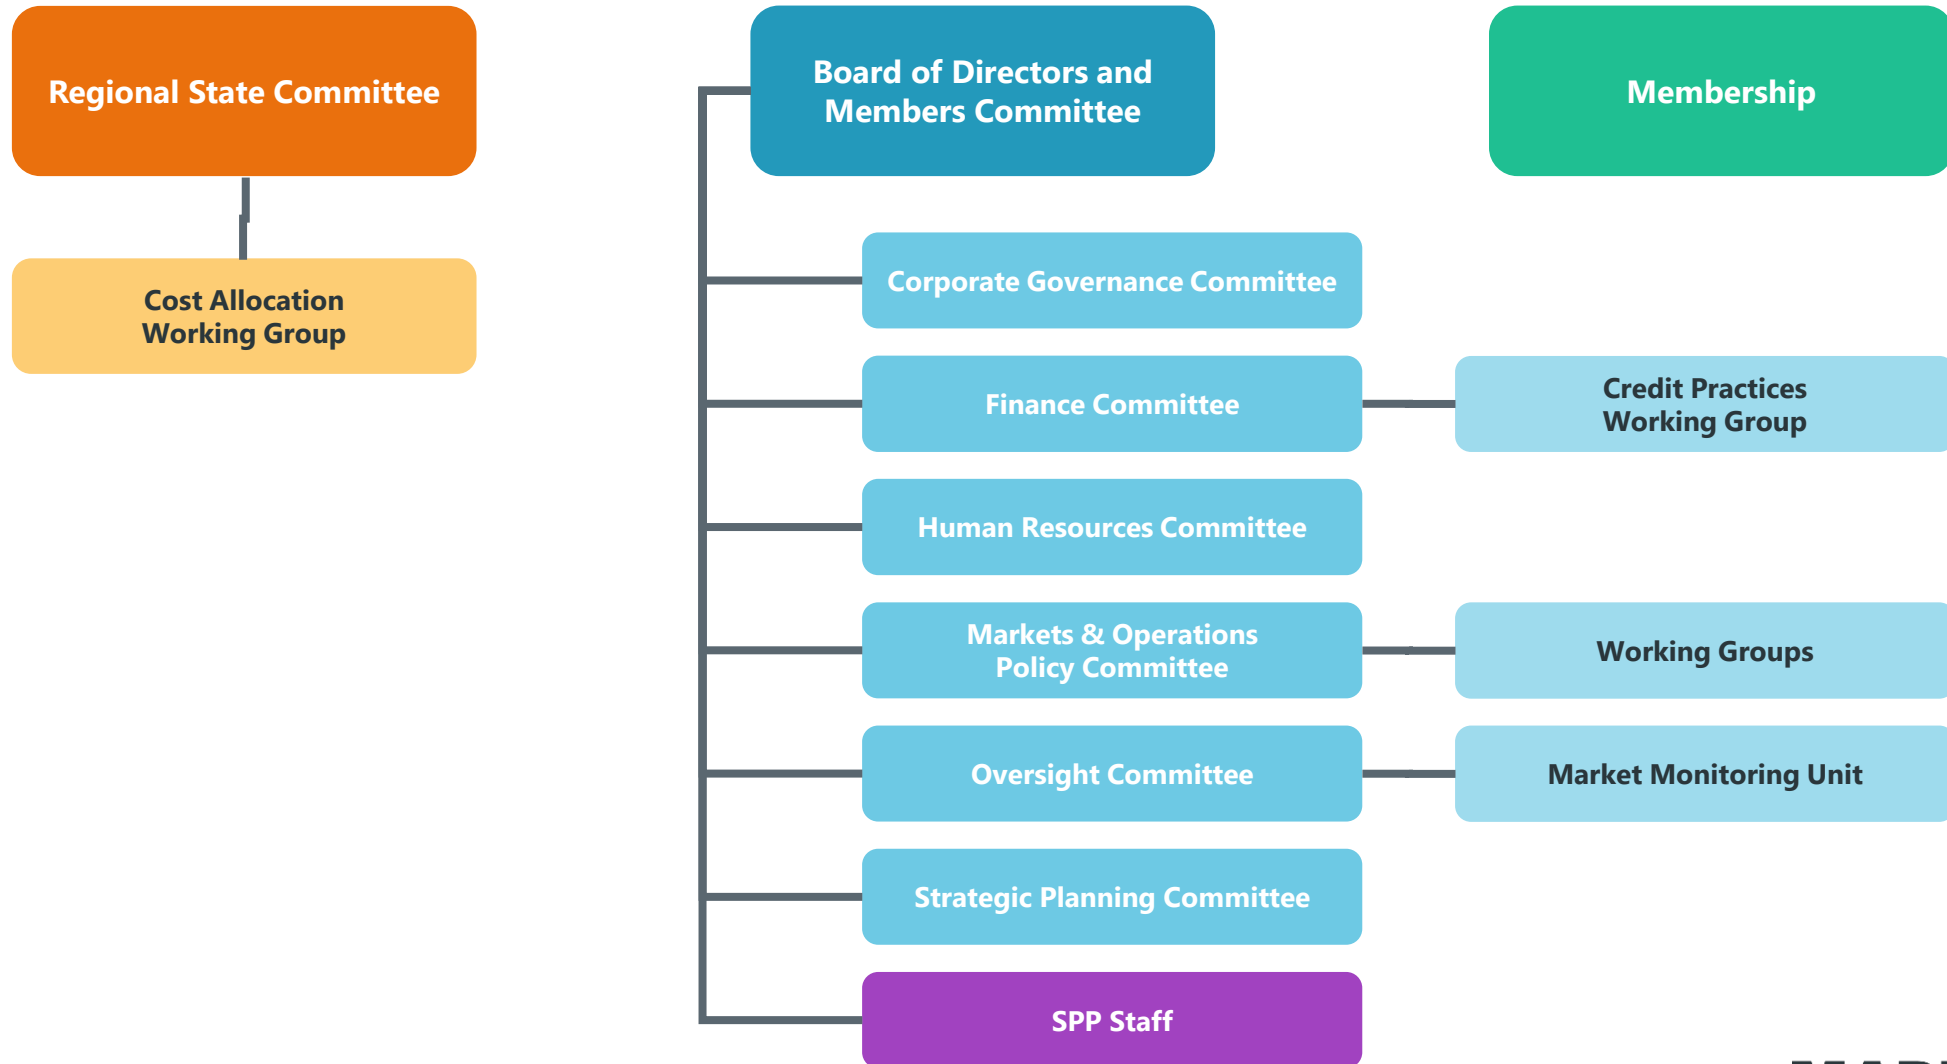 Regional State Committee
Board of Directors and
Members Committee
Membership
Cost Allocation
Working Group
Corporate Governance Committee
Finance Committee
Credit Practices
Working Group
Human Resources Committee
Markets & Operations
Policy Committee
Working Groups
Oversight Committee
Market Monitoring Unit
Strategic Planning Committee
SPP Staff